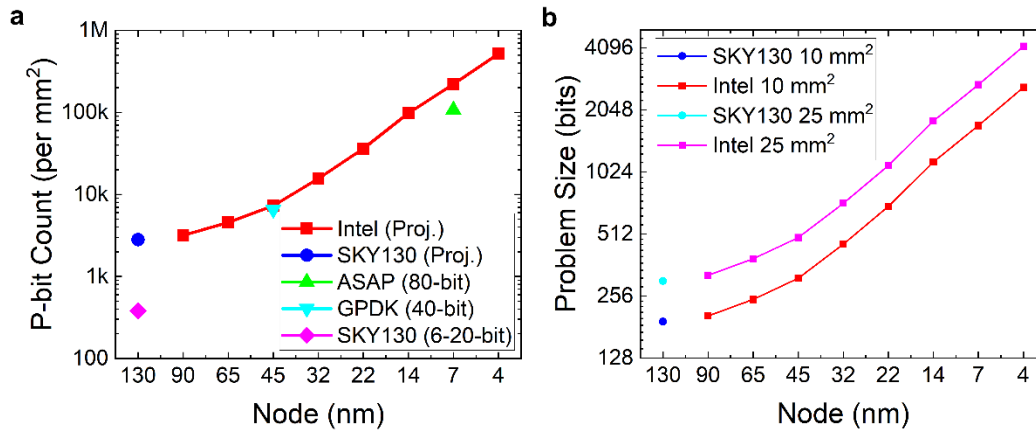 a
P-bit Count (per mm²)
1M
100k
10k
1k
100
Intel (Proj.)
SKY130 (Proj.)
ASAP (80-bit)
GPDK (40-bit)
SKY130 (6-20-bit)
130 90 65 45 32 22 14 7 4
Node (nm)
b
Problem Size (bits)
4096
2048
1024
512
256
128
SKY130 10 mm²
Intel 10 mm²
SKY130 25 mm²
Intel 25 mm²
130 90 65 45 32 22 14 7 4
Node (nm)